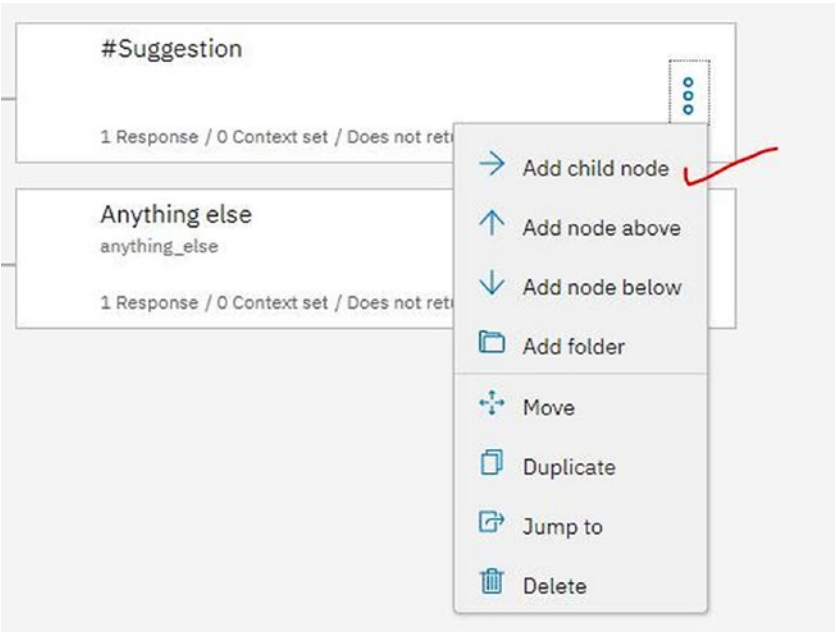 #Suggestion
1 Response / 0 Context set / Does not retu
Anything else
anything_else
1 Response / 0 Context set / Does not retu
Add child node
Add node above
Add node below
Add folder
Move
Duplicate
Jump to
Delete